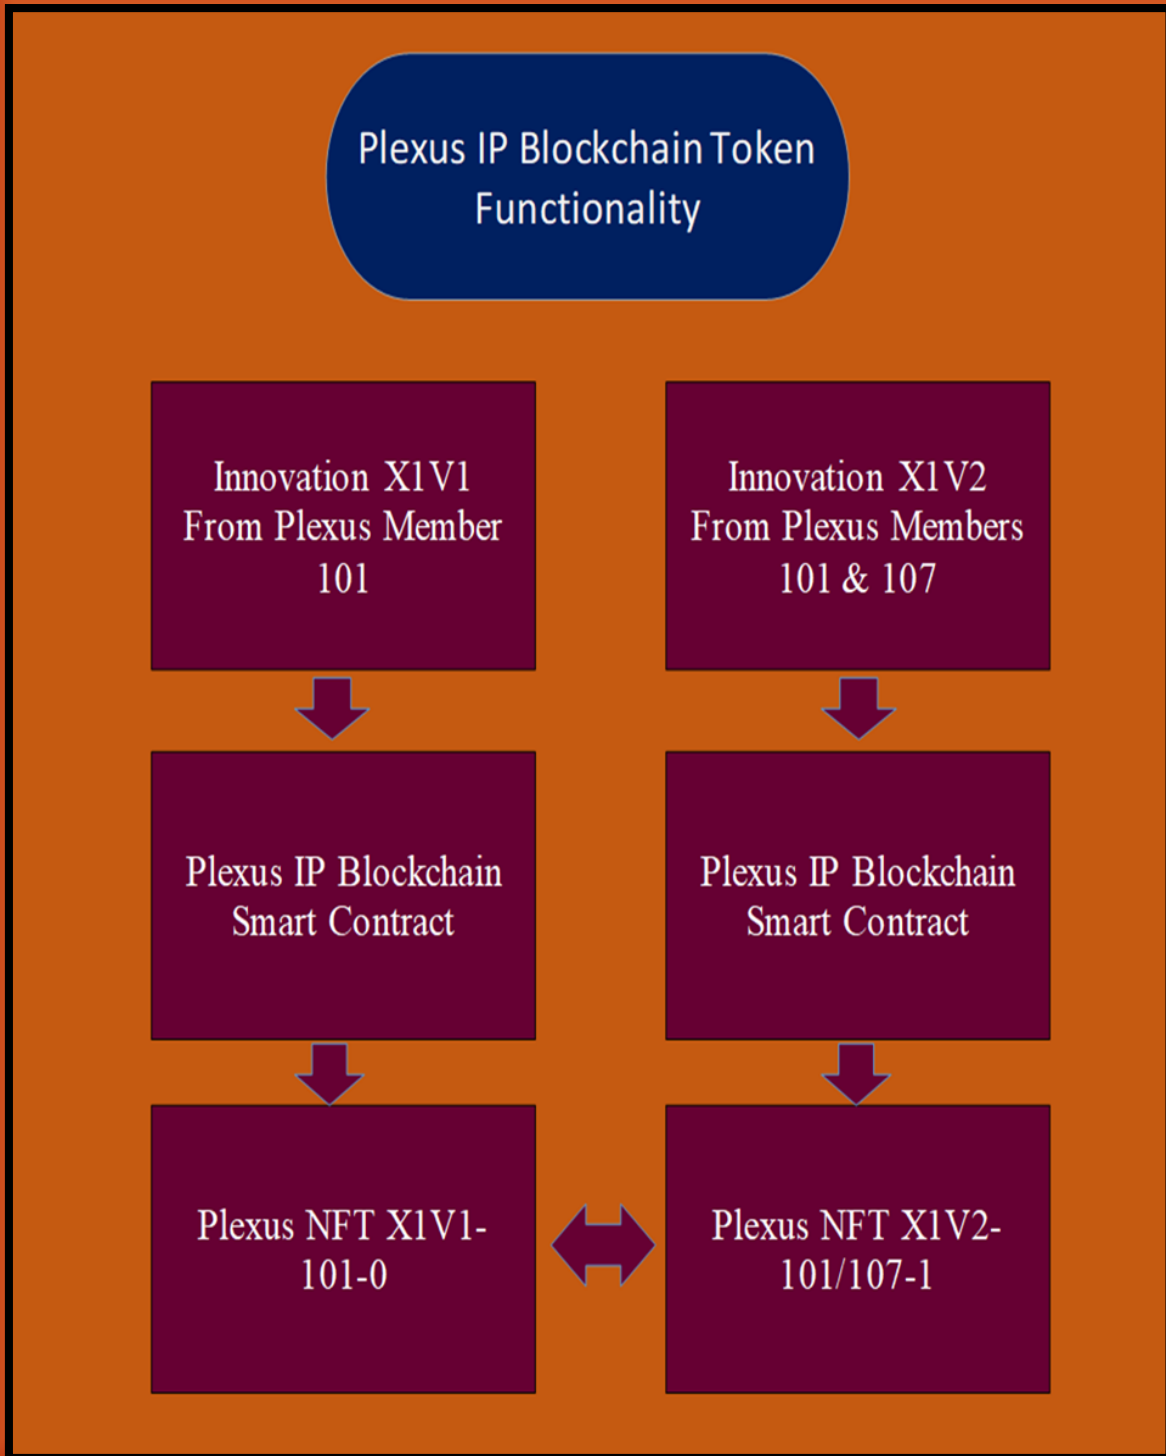 Plexus IP Blockchain Token
Functionality
Innovation X1V1
From Plexus Member
101
Innovation X1V2
From Plexus Members
101 & 107
Plexus IP Blockchain
Smart Contract
Plexus IP Blockchain
Smart Contract
Plexus NFT X1V1-
101-0
Plexus NFT X1V2-
101/107-1